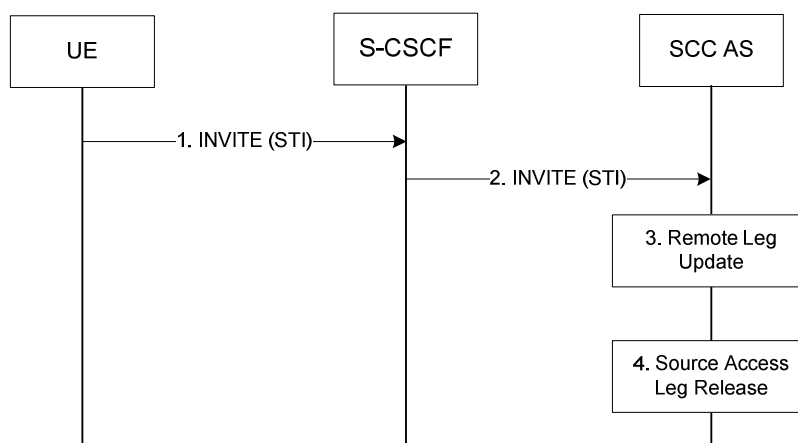 UE
S-CSCF
SCC AS
1. INVITE (STI)
2. INVITE (STI)
3. Remote Leg
Update
4. Source Access
Leg Release